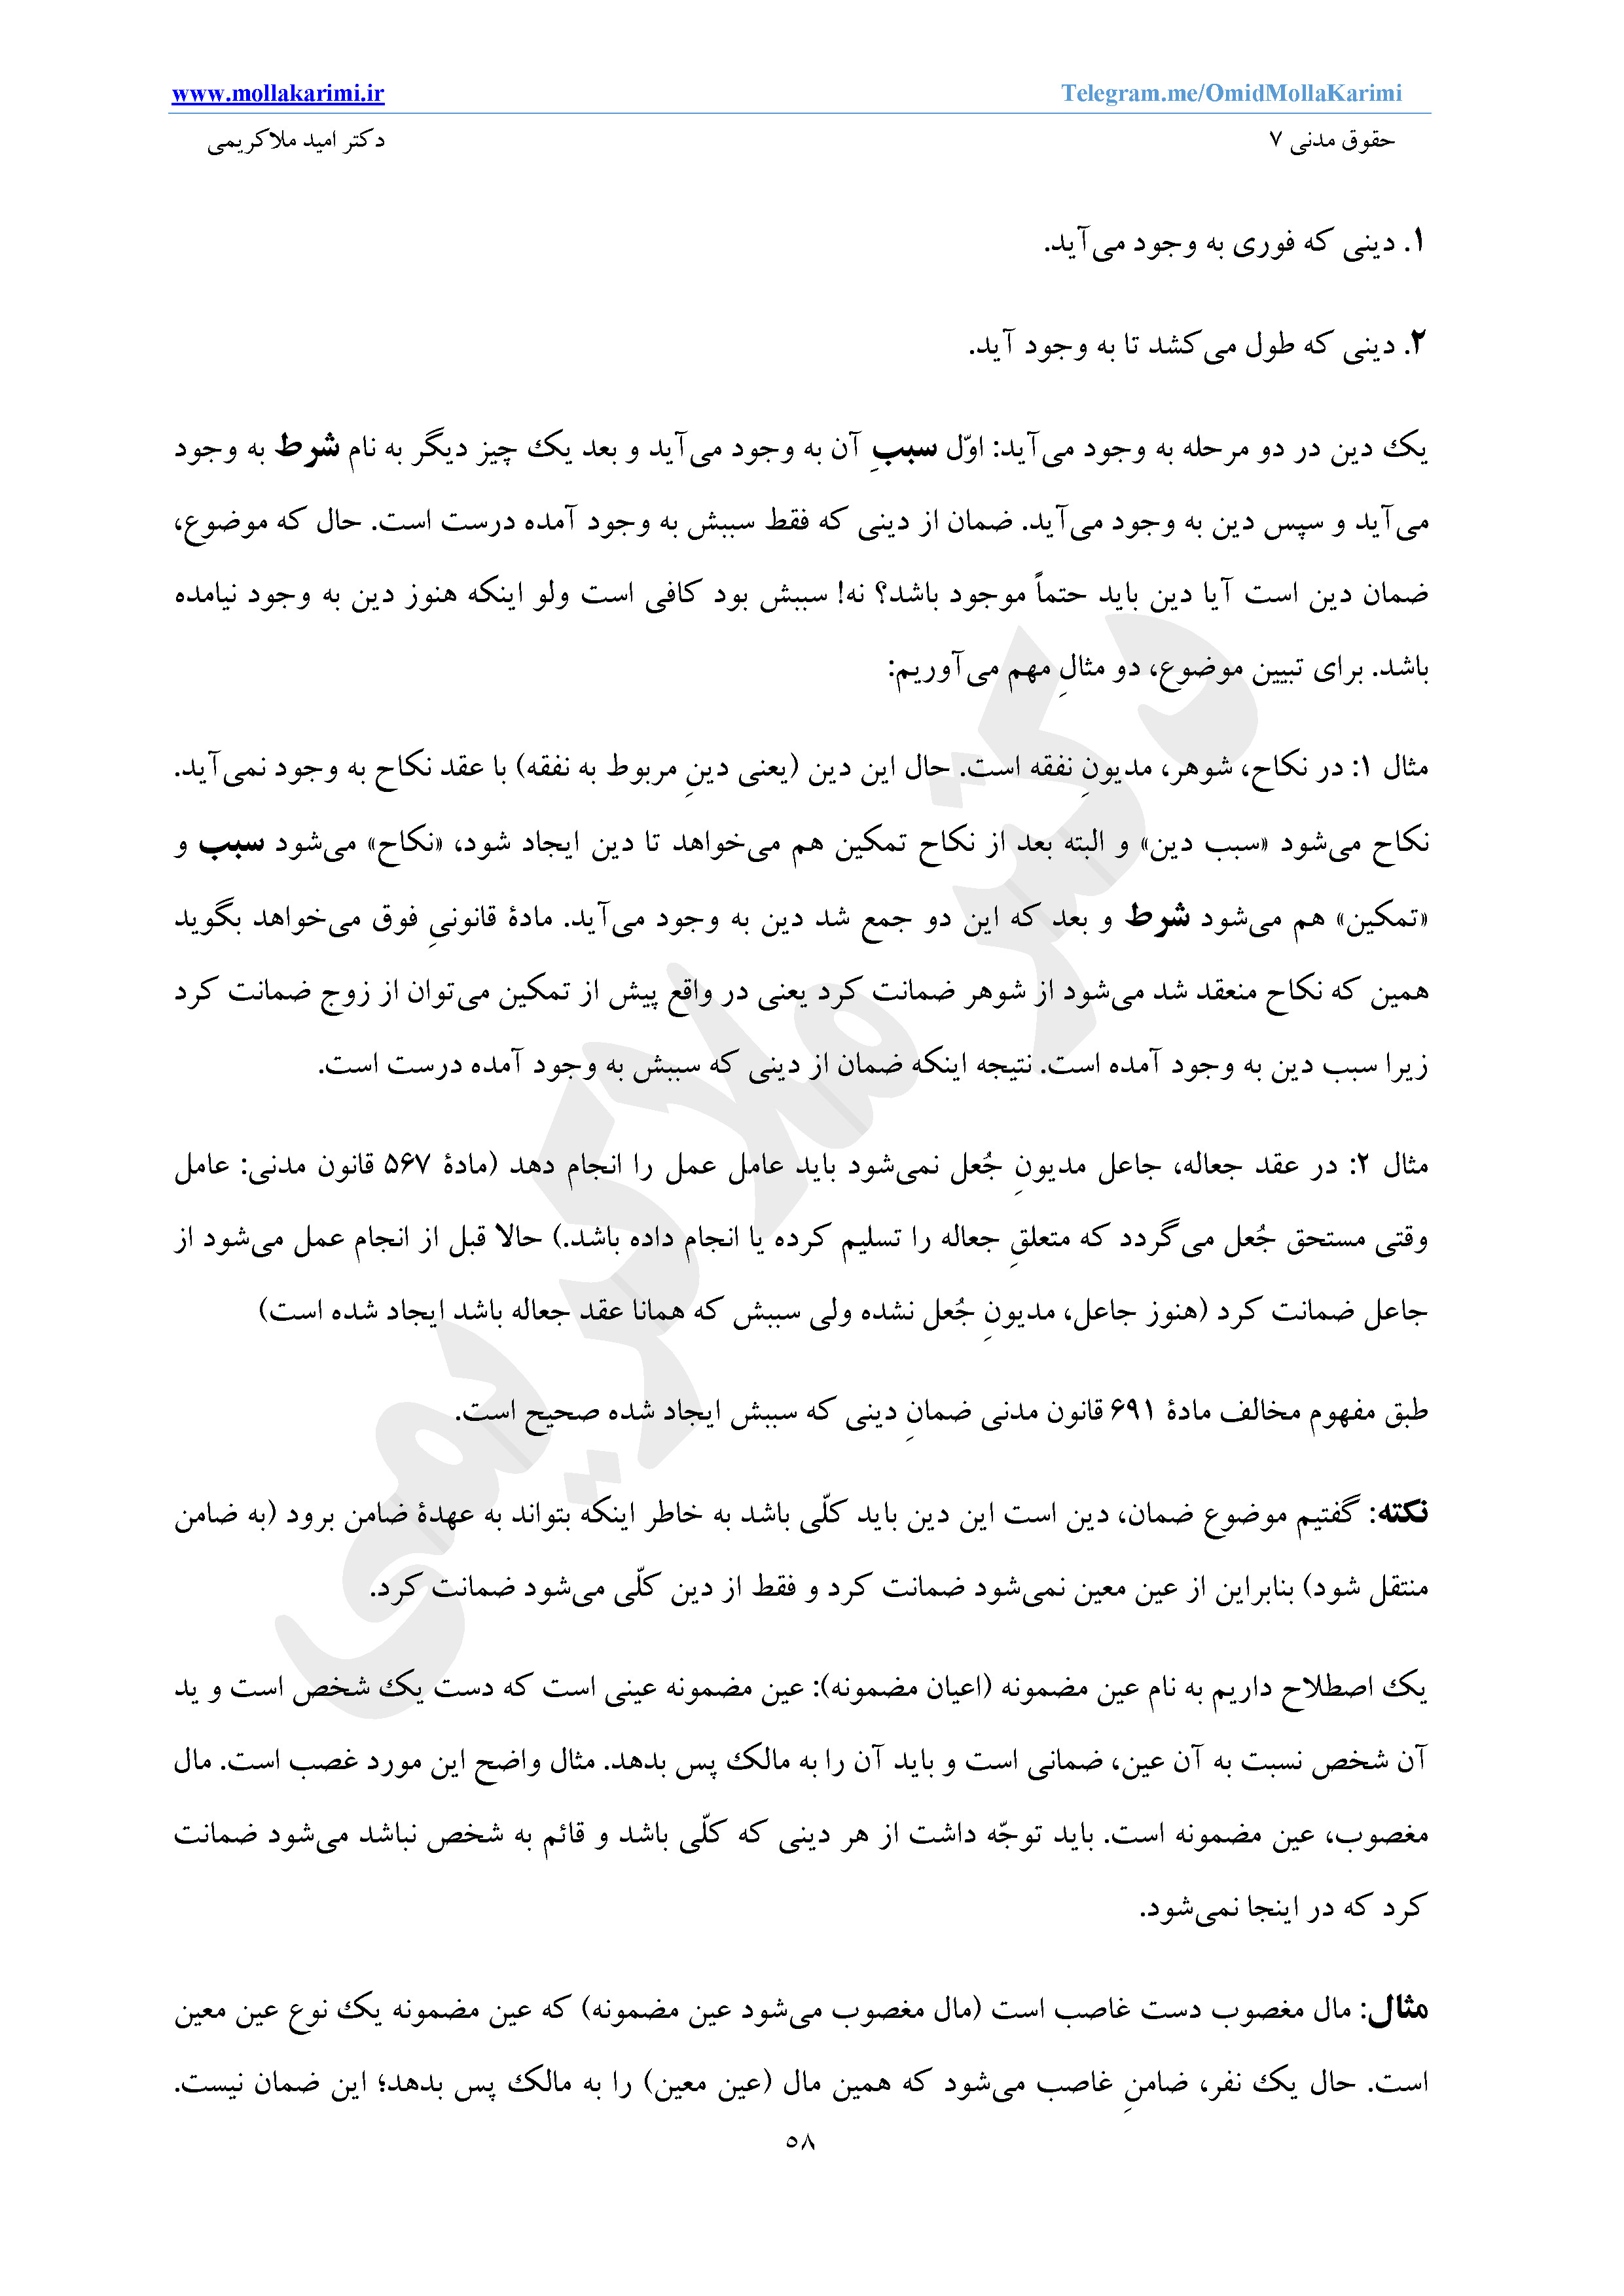 www.mollakarimi.ir Telegram.me/OmidMollaKarimi
حقوق مدنی ۷ دکتر امید ملاکریمی
۱. دینی که فوری به وجود می‌آید.
۲. دینی که طول می‌کشد تا به وجود آید.
یک دین در دو مرحله به وجود می‌آید: اوّل سببِ آن به وجود می‌آید و بعد یک چیز دیگر به نام شرط به وجود
می‌آید و سپس دین به وجود می‌آید. ضمان از دینی که فقط سببش به وجود آمده درست است. حال که موضوع،
ضمان دین است آیا دین باید حتماً موجود باشد؟ نه! سببش بود کافی است ولو اینکه هنوز دین به وجود نیامده
باشد. برای تبیین موضوع، دو مثالِ مهم می‌آوریم:
مثال ۱: در نکاح، شوهر، مدیونِ نفقه است. حال این دین (یعنی دینِ مربوط به نفقه) با عقد نکاح به وجود نمی‌آید.
نکاح می‌شود «سبب دین» و البته بعد از نکاح تمکین هم می‌خواهد تا دین ایجاد شود، «نکاح» می‌شود سبب و
«تمکین» هم می‌شود شرط و بعد که این دو جمع شد دین به وجود می‌آید. مادۀ قانونیِ فوق می‌خواهد بگوید
همین که نکاح منعقد شد می‌شود از شوهر ضمانت کرد یعنی در واقع پیش از تمکین می‌توان از زوج ضمانت کرد
زیرا سبب دین به وجود آمده است. نتیجه اینکه ضمان از دینی که سببش به وجود آمده درست است.
مثال ۲: در عقد جعاله، جاعل مدیونِ جُعل نمی‌شود باید عامل عمل را انجام دهد (مادۀ ۵۶۷ قانون مدنی: عامل
وقتی مستحق جُعل می‌گردد که متعلقِ جعاله را تسلیم کرده یا انجام داده باشد.) حالا قبل از انجام عمل می‌شود از
جاعل ضمانت کرد (هنوز جاعل، مدیونِ جُعل نشده ولی سببش که همانا عقد جعاله باشد ایجاد شده است)
طبق مفهوم مخالف مادۀ ۶۹۱ قانون مدنی ضمانِ دینی که سببش ایجاد شده صحیح است.
نکته: گفتیم موضوع ضمان، دین است این دین باید کلّی باشد به خاطر اینکه بتواند به عهدۀ ضامن برود (به ضامن
منتقل شود) بنابراین از عین معین نمی‌شود ضمانت کرد و فقط از دین کلّی می‌شود ضمانت کرد.
یک اصطلاح داریم به نام عین مضمونه (اعیان مضمونه): عین مضمونه عینی است که دست یک شخص است و ید
آن شخص نسبت به آن عین، ضمانی است و باید آن را به مالک پس بدهد. مثال واضح این مورد غصب است. مال
مغصوب، عین مضمونه است. باید توجّه داشت از هر دینی که کلّی باشد و قائم به شخص نباشد می‌شود ضمانت
کرد که در اینجا نمی‌شود.
مثال: مال مغصوب دست غاصب است (مال مغصوب می‌شود عین مضمونه) که عین مضمونه یک نوع عین معین
است. حال یک نفر، ضامنِ غاصب می‌شود که همین مال (عین معین) را به مالک پس بدهد؛ این ضمان نیست.
۵۸
دکتر ملاکریمی